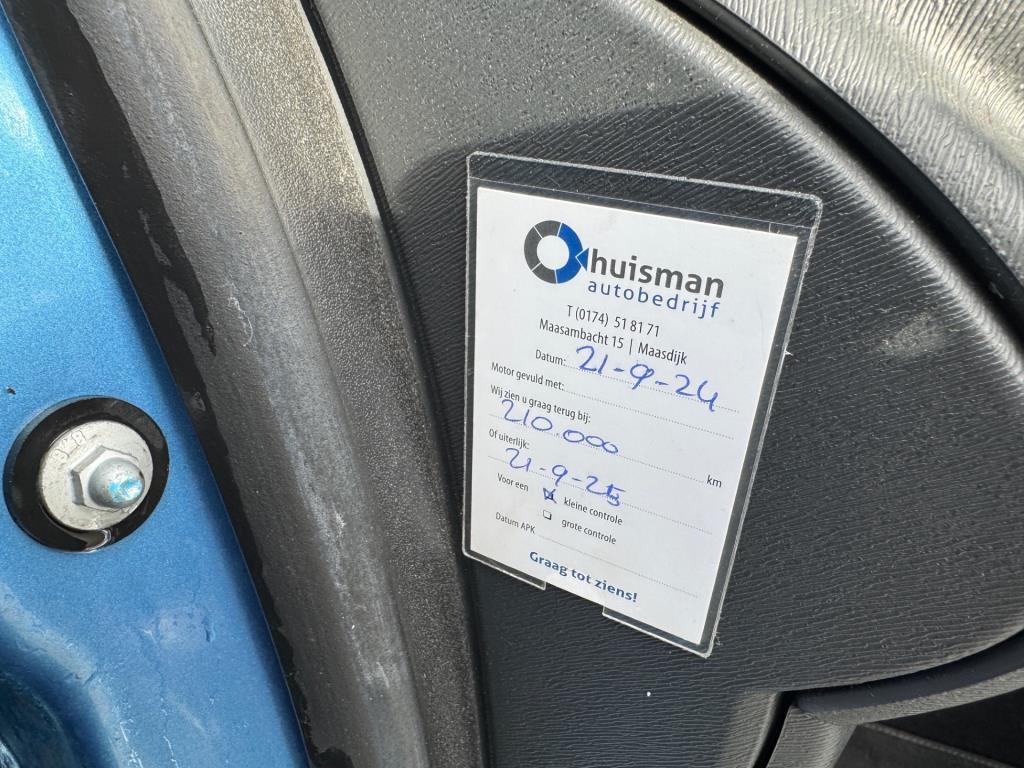 huisman
autobedrijf
T (0174) 51 81 71
Maasambacht 15 | Maasdijk
Datum: 21-9-24
Motor gevuld met:
Wij zien u graag terug bij:
210.000 km
Of uiterlijk:
21-9-25
Voor een kleine controle
grote controle
Datum APK
Graag tot ziens!